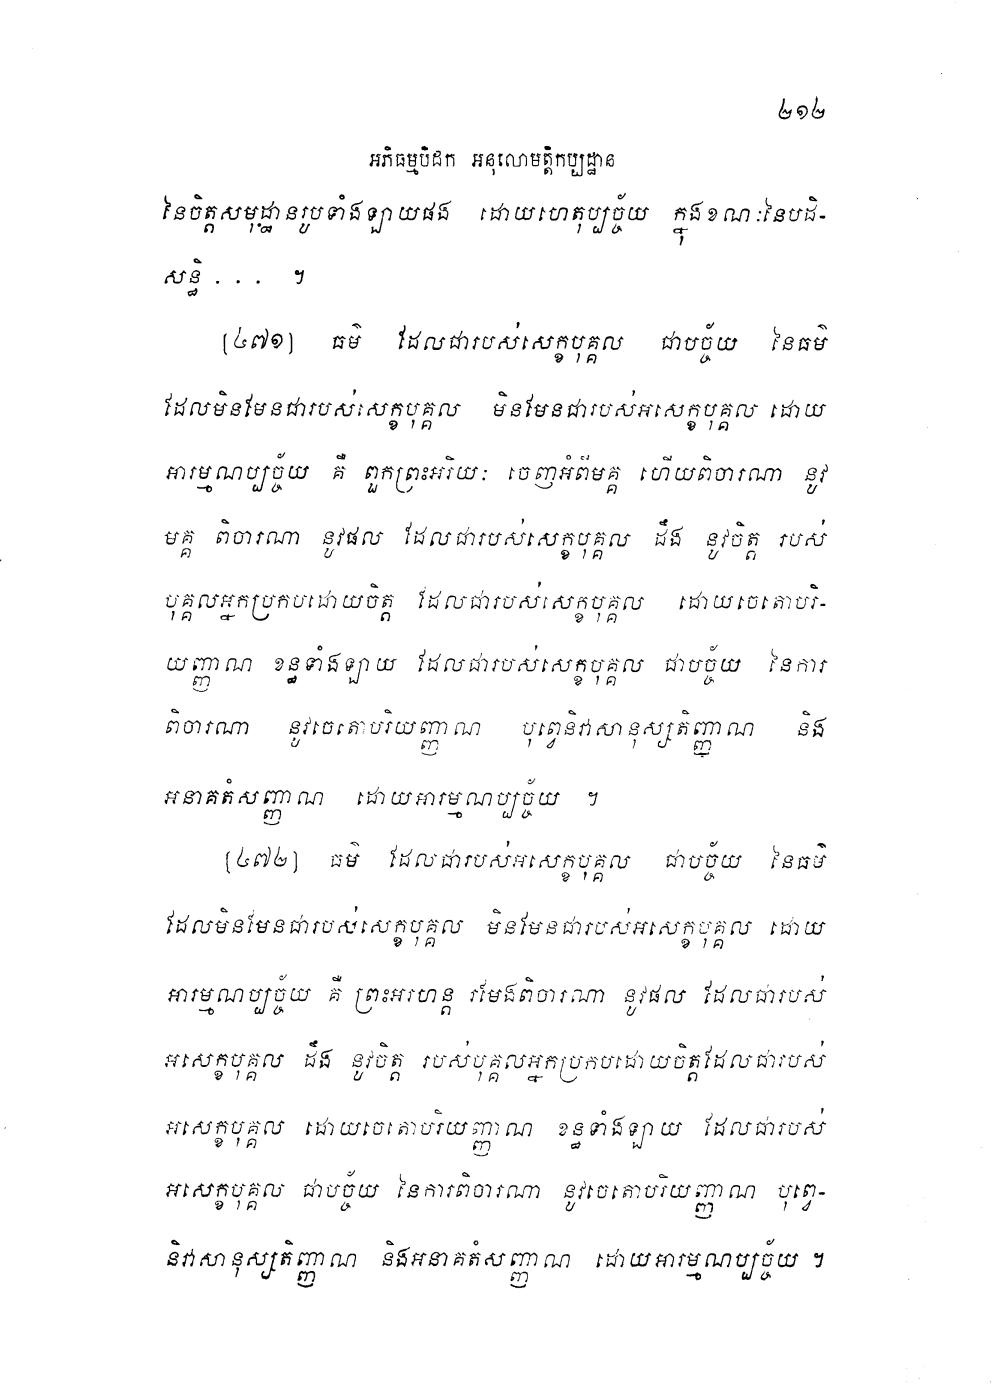 ២១២
អភិធម្មបិដក អនុលោមត្តិកប្បដ្ឋាន
នៃចិត្តសមុដ្ឋានរូបទាំងឡាយផង ដោយហេតុប្បច្ច័យ ក្នុងខណៈនៃបដិ-
សន្ធិ . . . ។
(៤៧១) ធម៌ ដែលជារបស់សេក្ខបុគ្គល ជាបច្ច័យ នៃធម៌
ដែលមិនមែនជារបស់សេក្ខបុគ្គល មិនមែនជារបស់អសេក្ខបុគ្គល ដោយ
អារម្មណប្បច្ច័យ គឺ ពួកព្រះអរិយៈ ចេញអំពីមគ្គ ហើយពិចារណា នូវ
មគ្គ ពិចារណា នូវផល ដែលជារបស់សេក្ខបុគ្គល ដឹង នូវចិត្ត របស់
បុគ្គលអ្នកប្រកបដោយចិត្ត ដែលជារបស់សេក្ខបុគ្គល ដោយចេតោបរិ-
យញ្ញាណ ខន្ធទាំងឡាយ ដែលជារបស់សេក្ខបុគ្គល ជាបច្ច័យ នៃការ
ពិចារណា នូវចេតោបរិយញ្ញាណ បុព្វេនិវាសានុស្សតិញ្ញាណ និង
អនាគតំសញ្ញាណ ដោយអារម្មណប្បច្ច័យ ។
(៤៧២) ធម៌ ដែលជារបស់អសេក្ខបុគ្គល ជាបច្ច័យ នៃធម៌
ដែលមិនមែនជារបស់សេក្ខបុគ្គល មិនមែនជារបស់អសេក្ខបុគ្គល ដោយ
អារម្មណប្បច្ច័យ គឺ ព្រះអរហន្ត រមែងពិចារណា នូវផល ដែលជារបស់
អសេក្ខបុគ្គល ដឹង នូវចិត្ត របស់បុគ្គលអ្នកប្រកបដោយចិត្តដែលជារបស់
អសេក្ខបុគ្គល ដោយចេតោបរិយញ្ញាណ ខន្ធទាំងឡាយ ដែលជារបស់
អសេក្ខបុគ្គល ជាបច្ច័យ នៃការពិចារណា នូវចេតោបរិយញ្ញាណ បុព្វេ-
និវាសានុស្សតិញ្ញាណ និងអនាគតំសញ្ញាណ ដោយអារម្មណប្បច្ច័យ ។